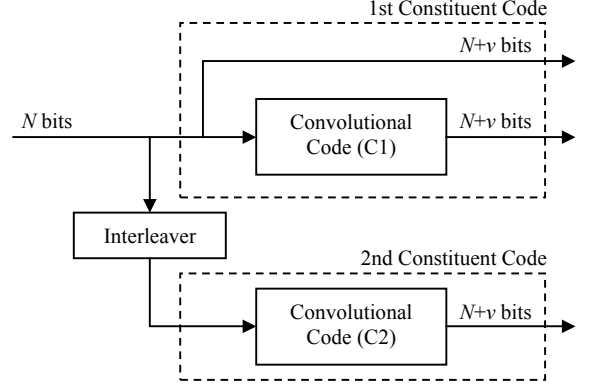 1st Constituent Code
N+v bits
N bits
Convolutional
Code (C1)
N+v bits
Interleaver
2nd Constituent Code
Convolutional
Code (C2)
N+v bits